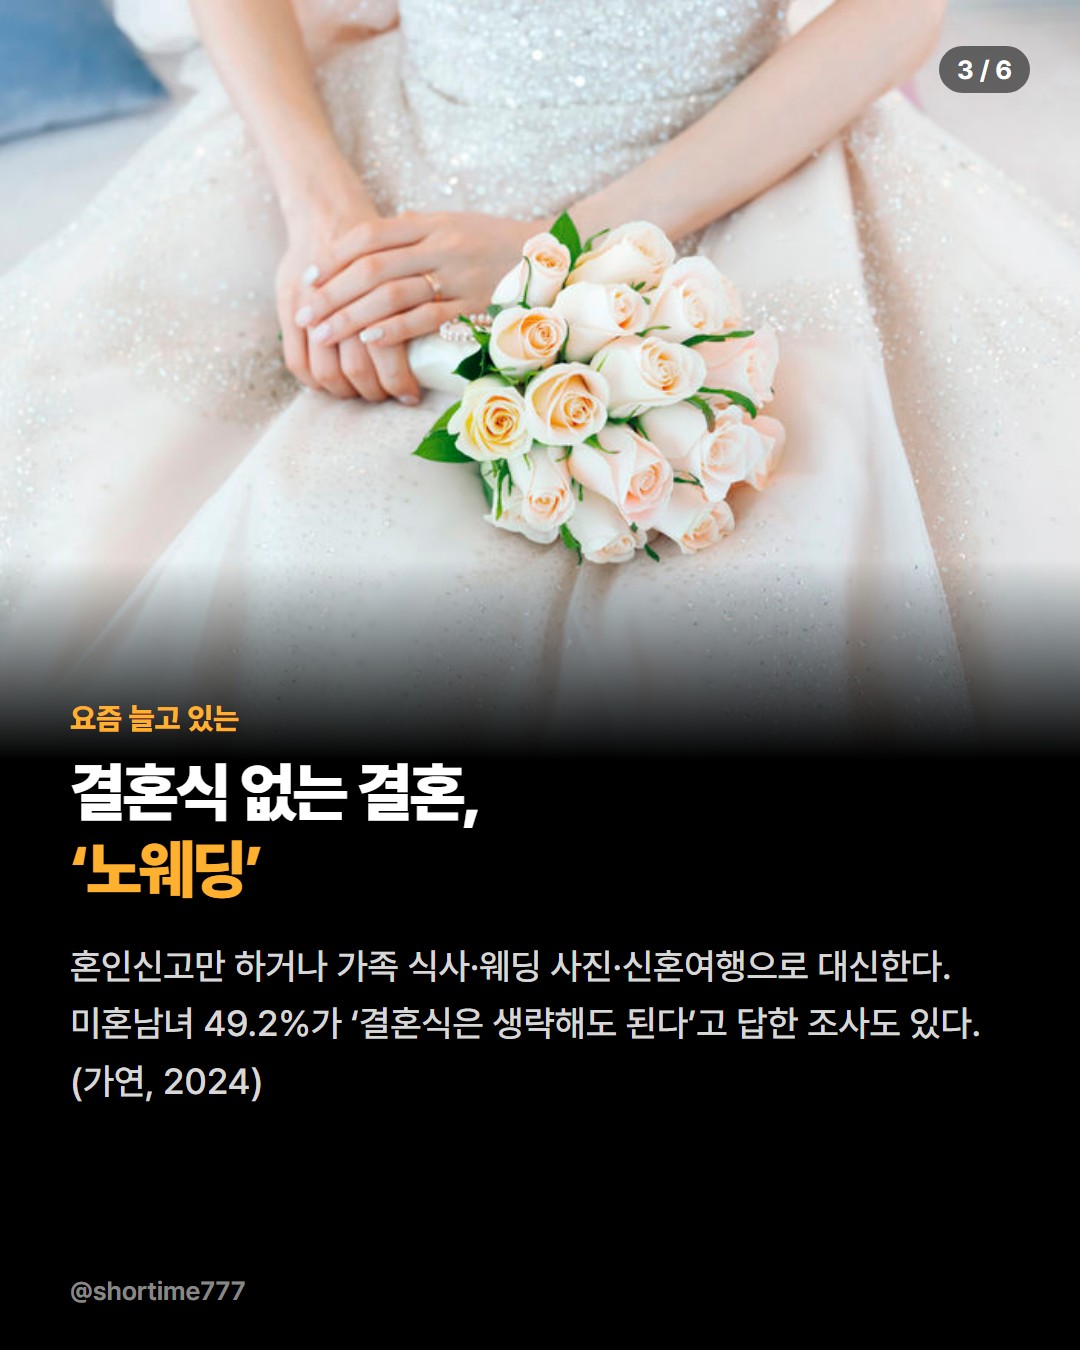 3 / 6
요즘 늘고 있는
결혼식 없는 결혼,
‘노웨딩’
혼인신고만 하거나 가족 식사·웨딩 사진·신혼여행으로 대신한다.
미혼남녀 49.2%가 ‘결혼식은 생략해도 된다’고 답한 조사도 있다.
(가연, 2024)
@shortime777